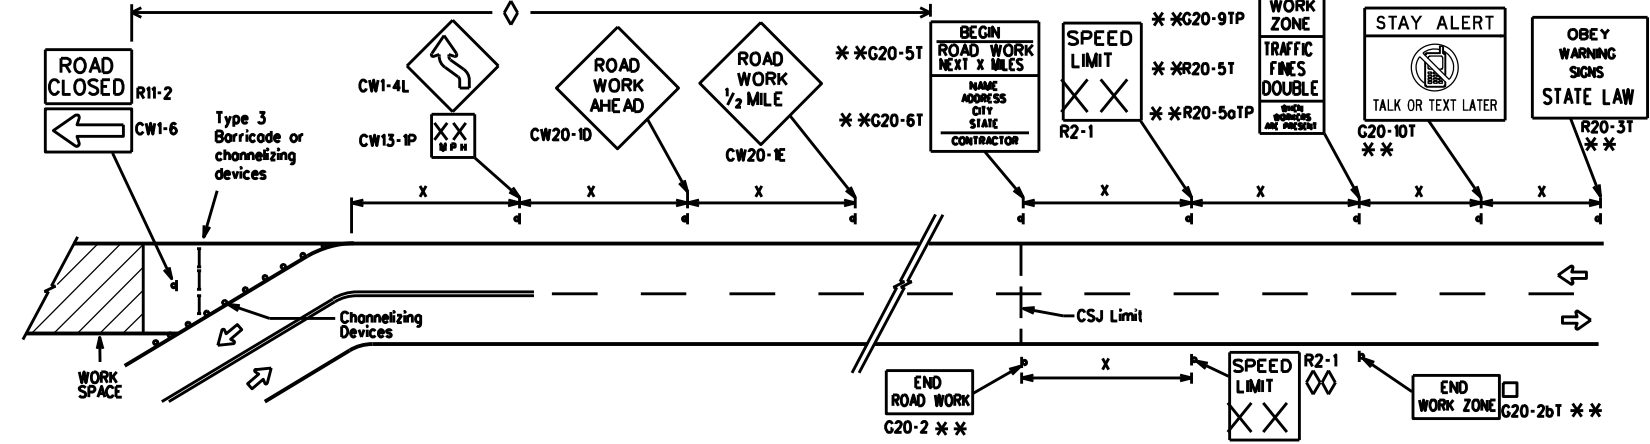 ROAD
CLOSED
R11-2
CW1-6
Type 3
Barricade or
channelizing
devices
CW1-4L
XX
MPH
CW13-1P
ROAD
WORK
AHEAD
CW20-1D
ROAD
WORK
1/2 MILE
CW20-1E
* *G20-5T
* *G20-6T
BEGIN
ROAD WORK
NEXT X MILES
NAME
ADDRESS
CITY
STATE
CONTRACTOR
SPEED
LIMIT
XX
R2-1
* *G20-9TP
* *R20-5T
* *R20-5aTP
WORK
ZONE
TRAFFIC
FINES
DOUBLE
WHEN
WORKERS
ARE PRESENT
STAY ALERT
TALK OR TEXT LATER
G20-10T
* *
OBEY
WARNING
SIGNS
STATE LAW
R20-3T
* *
X X X X X X X
Channelizing
Devices
CSJ Limit
WORK
SPACE
X
END
ROAD WORK
G20-2 * *
SPEED
LIMIT
XX
R2-1
END
WORK ZONE
G20-2bT * *